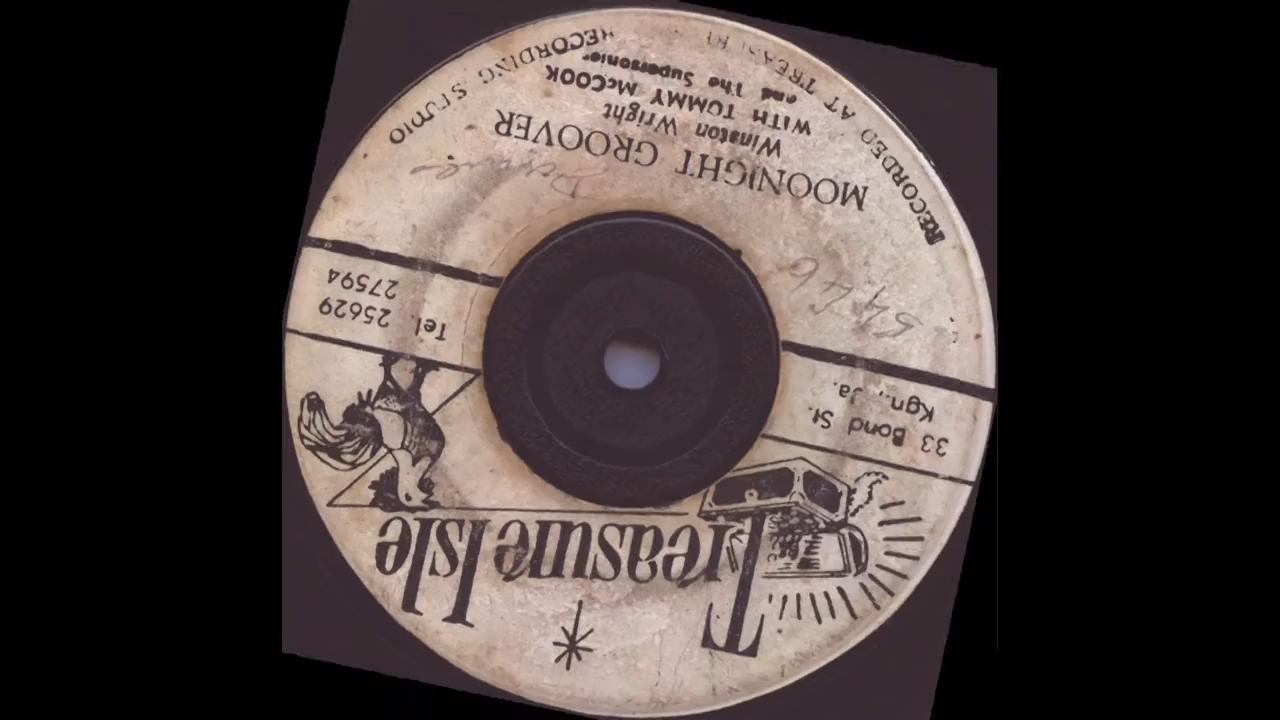 Treasure Isle
33 Bond St.
Kgn., Ja.
Tel. 25629
27594
5446
MOONIGHT GROOVER
Winston Wright
WITH TOMMY McCOOK
and The Supersonics
RECORDED AT TREASURE
RECORDING STUDIO